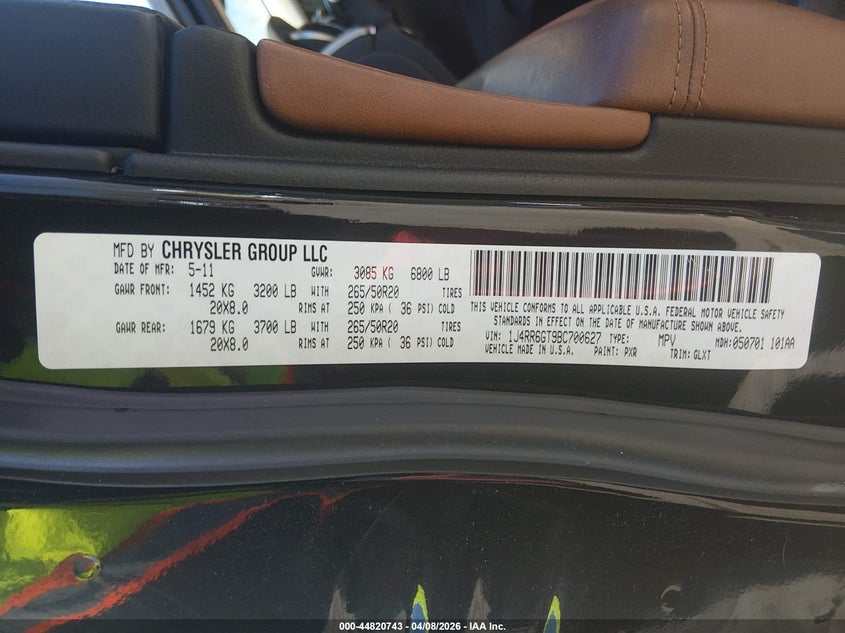 MFD BY CHRYSLER GROUP LLC
DATE OF MFR: 5-11 GVWR: 3085 KG 6800 LB
GAWR FRONT: 1452 KG 3200 LB WITH 265/50R20 TIRES
20X8.0 RIMS AT 250 KPA ( 36 PSI) COLD
GAWR REAR: 1679 KG 3700 LB WITH 265/50R20 TIRES
20X8.0 RIMS AT 250 KPA ( 36 PSI) COLD
THIS VEHICLE CONFORMS TO ALL APPLICABLE U.S.A. FEDERAL MOTOR VEHICLE SAFETY
STANDARDS IN EFFECT ON THE DATE OF MANUFACTURE SHOWN ABOVE.
VIN: 1J4RR6GT9BC700627 TYPE: MPV MDH: 050701 101AA
VEHICLE MADE IN U.S.A. PAINT: PXR TRIM: GLXT
000-44820743 - 04/08/2026 - IAA Inc.